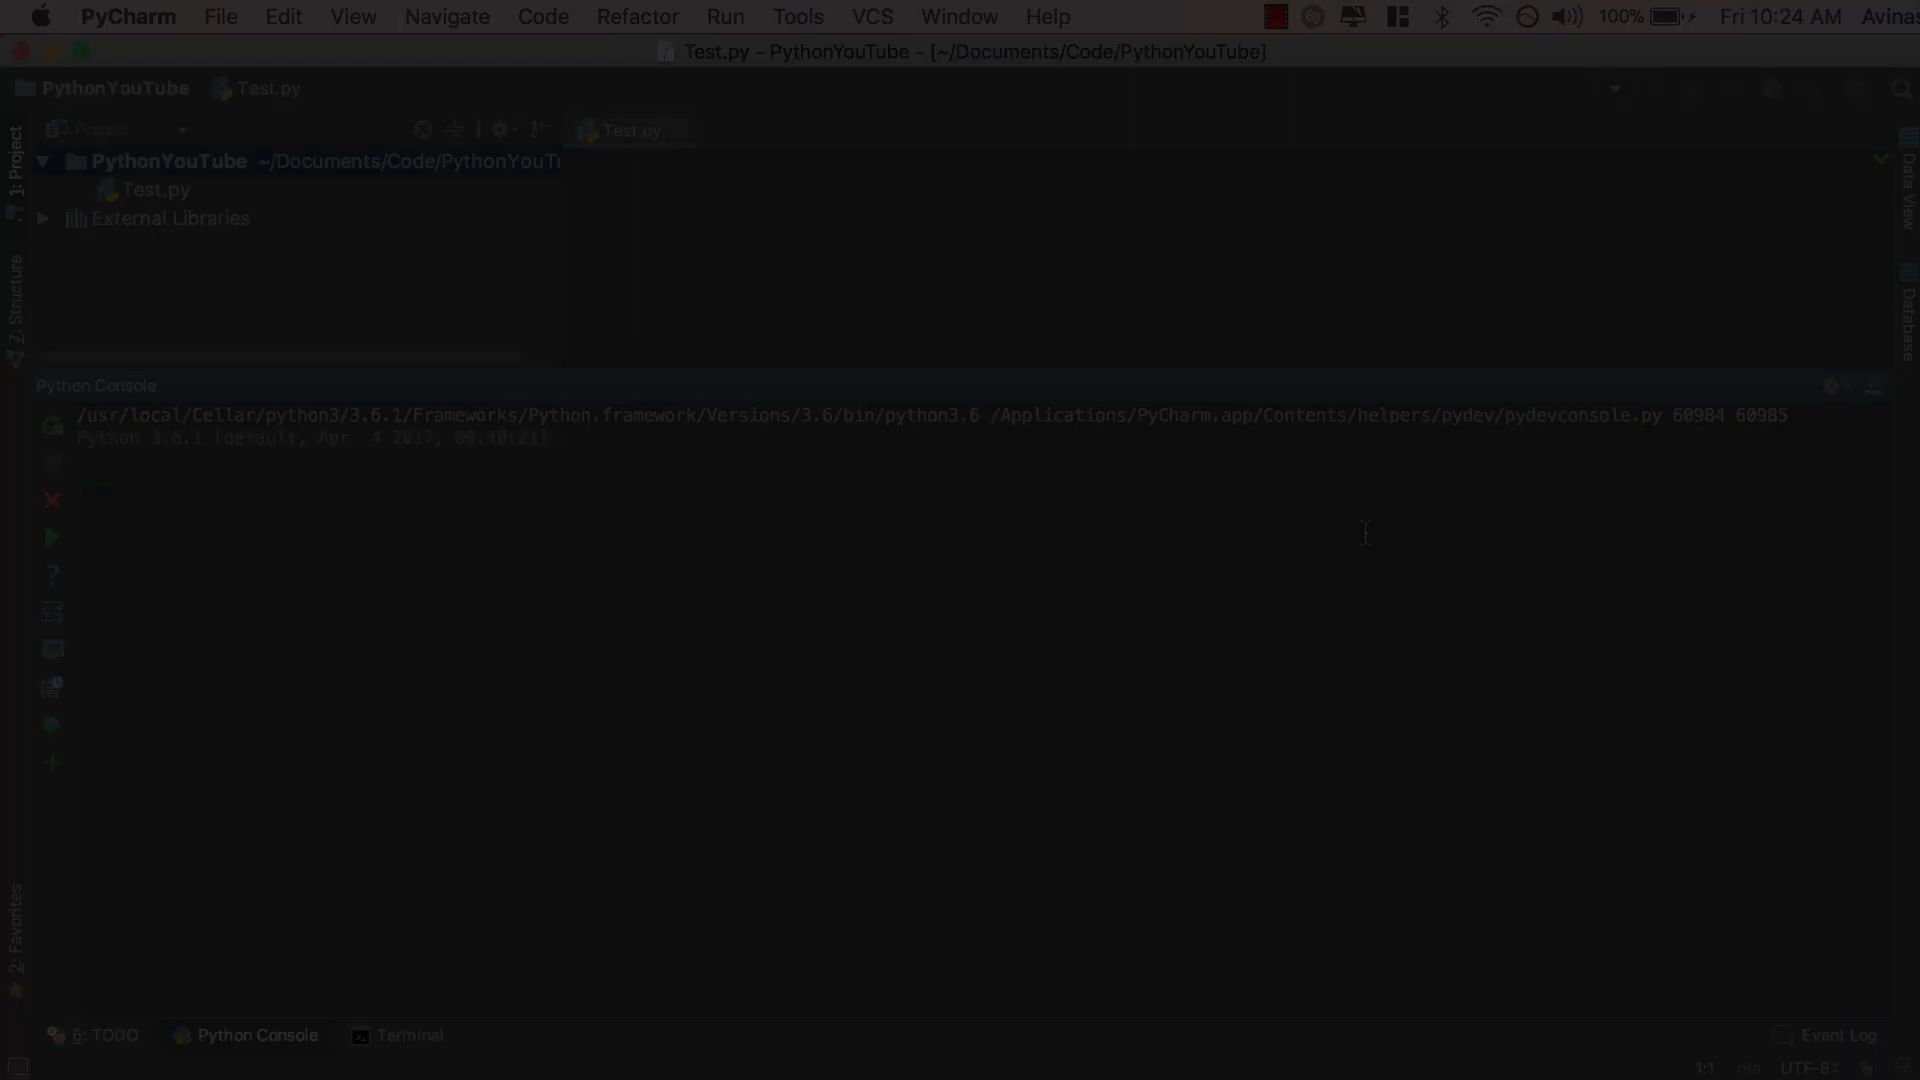 PyCharm File Edit View Navigate Code Refactor Run Tools VCS Window Help 100% Fri 10:24 AM Avinas
Test.py - PythonYouTube - [~/Documents/Code/PythonYouTube]
PythonYouTube Test.py
Project Test.py
1: Project
PythonYouTube ~/Documents/Code/PythonYouT
Test.py
External Libraries
Z: Structure
Data View
Database
Python Console
/usr/local/Cellar/python3/3.6.1/Frameworks/Python.framework/Versions/3.6/bin/python3.6 /Applications/PyCharm.app/Contents/helpers/pydev/pydevconsole.py 60984 60985
Python 3.6.1 (default, Apr 4 2017, 09:40:21)
2: Favorites
6: TODO Python Console Terminal Event Log
1:1 n/a UTF-8